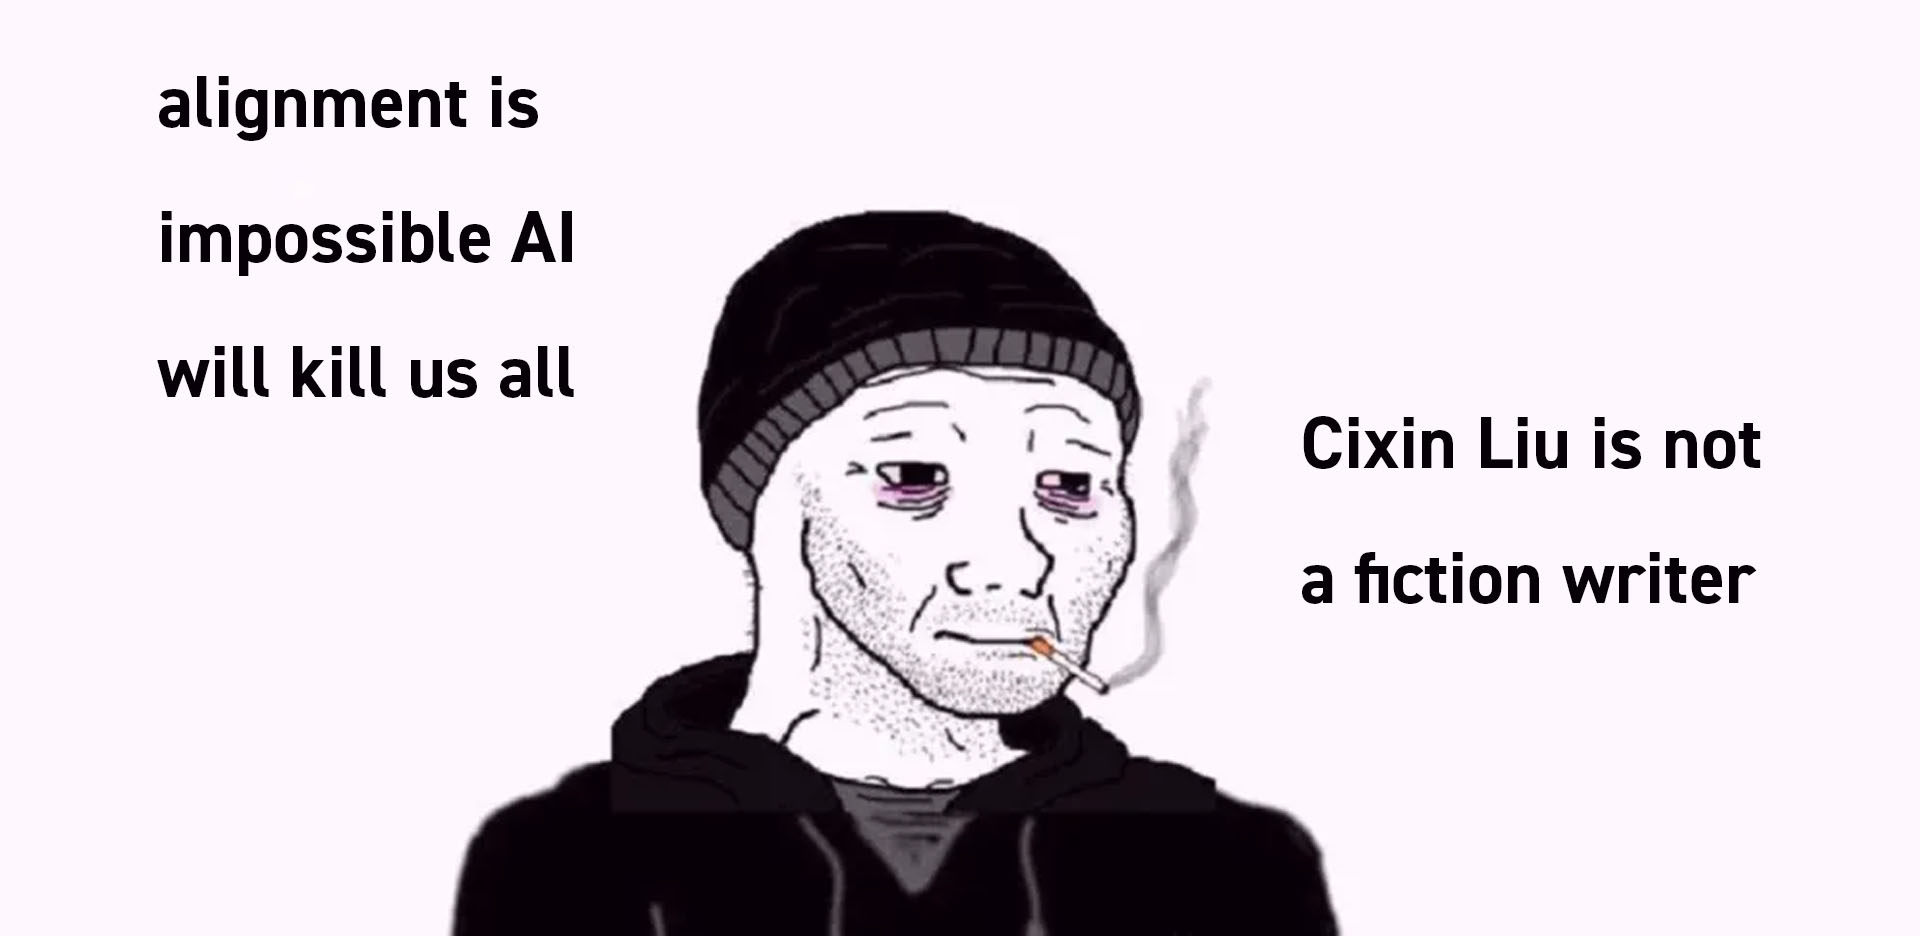 alignment is
impossible AI
will kill us all
Cixin Liu is not
a fiction writer